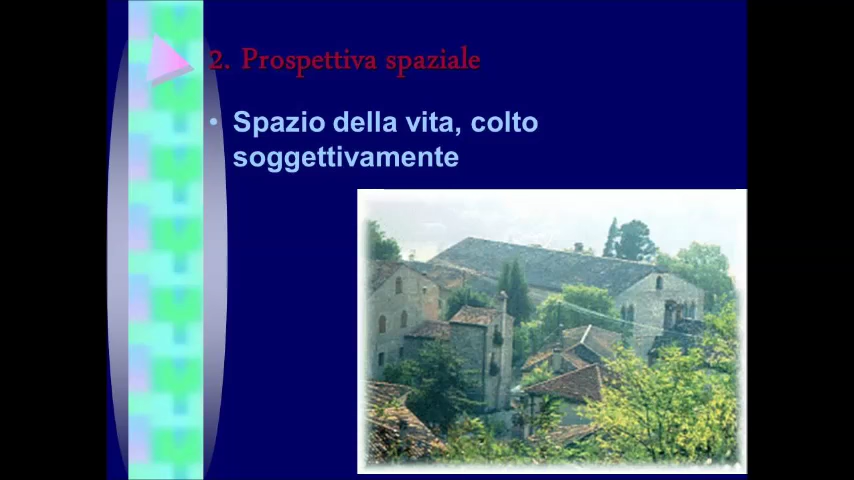 2. Prospettiva spaziale
• Spazio della vita, colto
soggettivamente